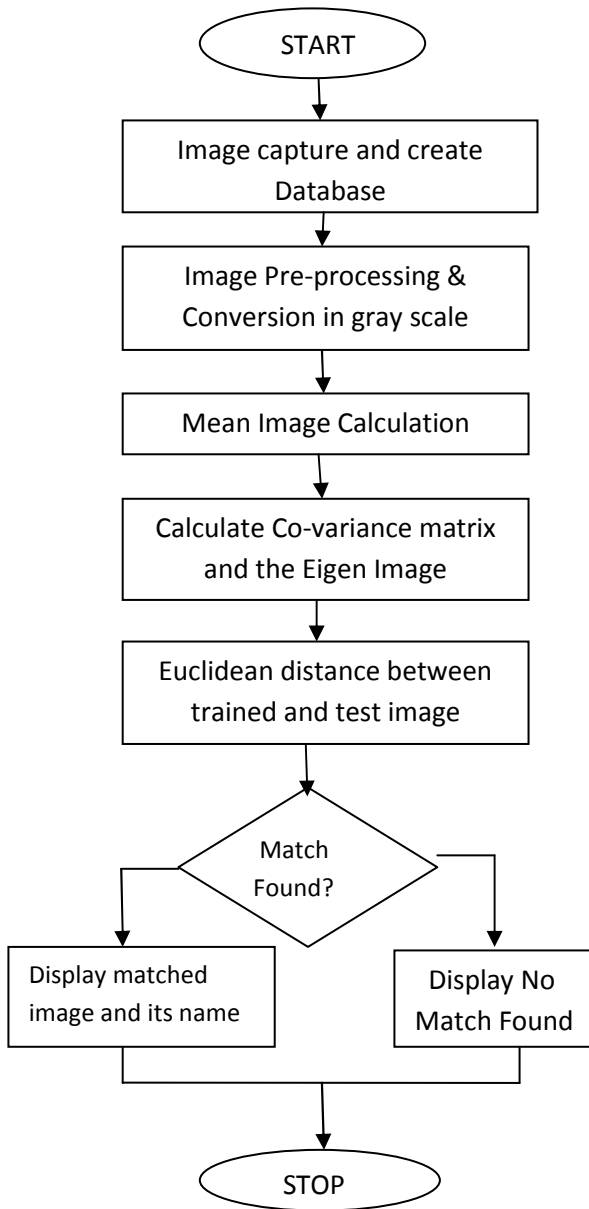 START
Image capture and create
Database
Image Pre-processing &
Conversion in gray scale
Mean Image Calculation
Calculate Co-variance matrix
and the Eigen Image
Euclidean distance between
trained and test image
Match
Found?
Display matched
image and its name
Display No
Match Found
STOP